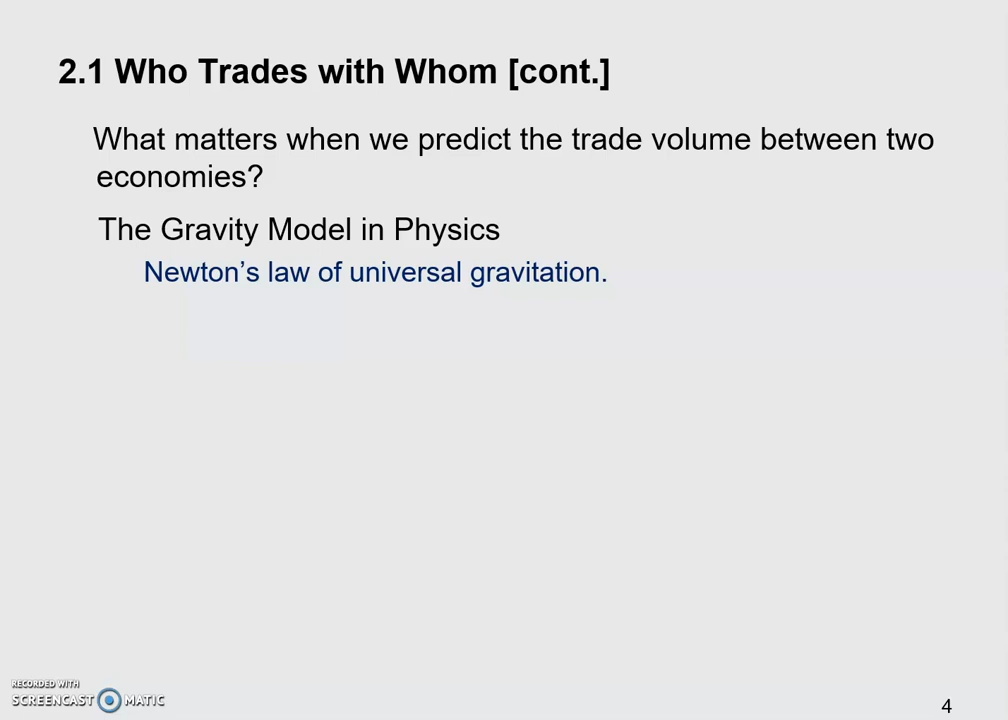 2.1 Who Trades with Whom [cont.]
What matters when we predict the trade volume between two
economies?
The Gravity Model in Physics
Newton’s law of universal gravitation.
RECORDED WITH
SCREENCAST MATIC
4